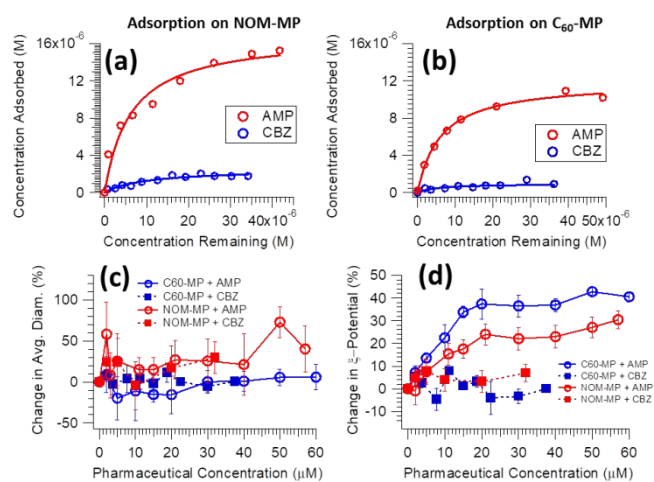 Adsorption on NOM-MP
Adsorption on C₆₀-MP
(a)
16x10⁻⁶
12
8
4
0
Concentration Adsorbed (M)
AMP
CBZ
0
10
20
30
40x10⁻⁶
Concentration Remaining (M)
(b)
16x10⁻⁶
12
8
4
0
Concentration Adsorbed (M)
AMP
CBZ
0
10
20
30
40
50x10⁻⁶
Concentration Remaining (M)
(c)
100
50
0
-50
Change in Avg. Diam. (%)
C60-MP + AMP
C60-MP + CBZ
NOM-MP + AMP
NOM-MP + CBZ
0
10
20
30
40
50
60
Pharmaceutical Concentration (μM)
(d)
50
40
30
20
10
0
-10
Change in ξ-Potential (%)
C60-MP + AMP
C60-MP + CBZ
NOM-MP + AMP
NOM-MP + CBZ
0
10
20
30
40
50
60
Pharmaceutical Concentration (μM)